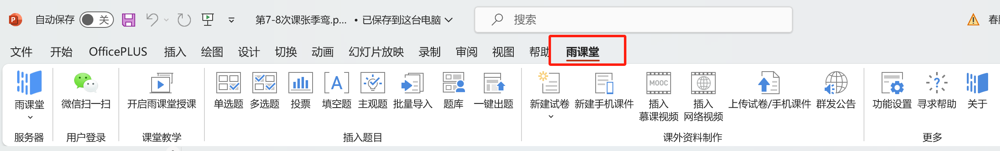 自动保存 关 第7-8次课张季鸾.p... • 已保存到这台电脑 搜索
文件 开始 OfficePLUS 插入 绘图 设计 切换 动画 幻灯片放映 录制 审阅 视图 帮助 雨课堂
雨课堂 微信扫一扫 开启雨课堂授课 单选题 多选题 投票 填空题 主观题 批量导入 题库 一键出题 新建试卷 新建手机课件 插入 插入 上传试卷/手机课件 群发公告 功能设置 寻求帮助 关于
慕课视频 网络视频
服务器 用户登录 课堂教学 插入题目 课外资料制作 更多